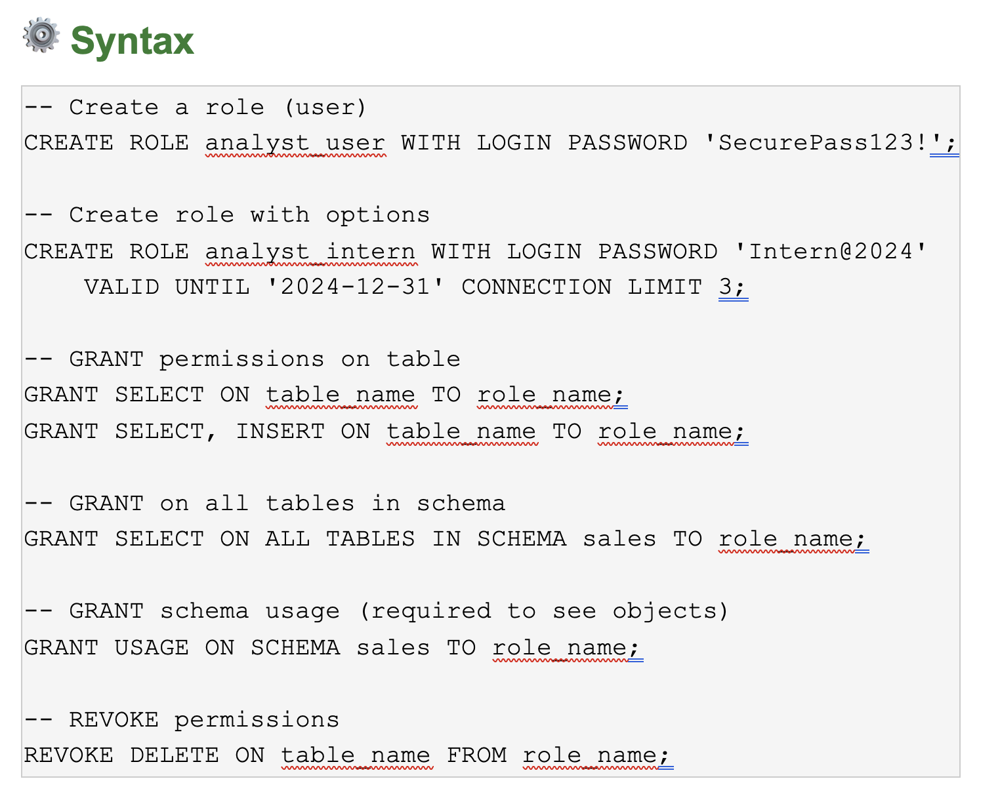 Syntax
-- Create a role (user)
CREATE ROLE analyst_user WITH LOGIN PASSWORD 'SecurePass123!';
-- Create role with options
CREATE ROLE analyst_intern WITH LOGIN PASSWORD 'Intern@2024'
    VALID UNTIL '2024-12-31' CONNECTION LIMIT 3;
-- GRANT permissions on table
GRANT SELECT ON table_name TO role_name;
GRANT SELECT, INSERT ON table_name TO role_name;
-- GRANT on all tables in schema
GRANT SELECT ON ALL TABLES IN SCHEMA sales TO role_name;
-- GRANT schema usage (required to see objects)
GRANT USAGE ON SCHEMA sales TO role_name;
-- REVOKE permissions
REVOKE DELETE ON table_name FROM role_name;